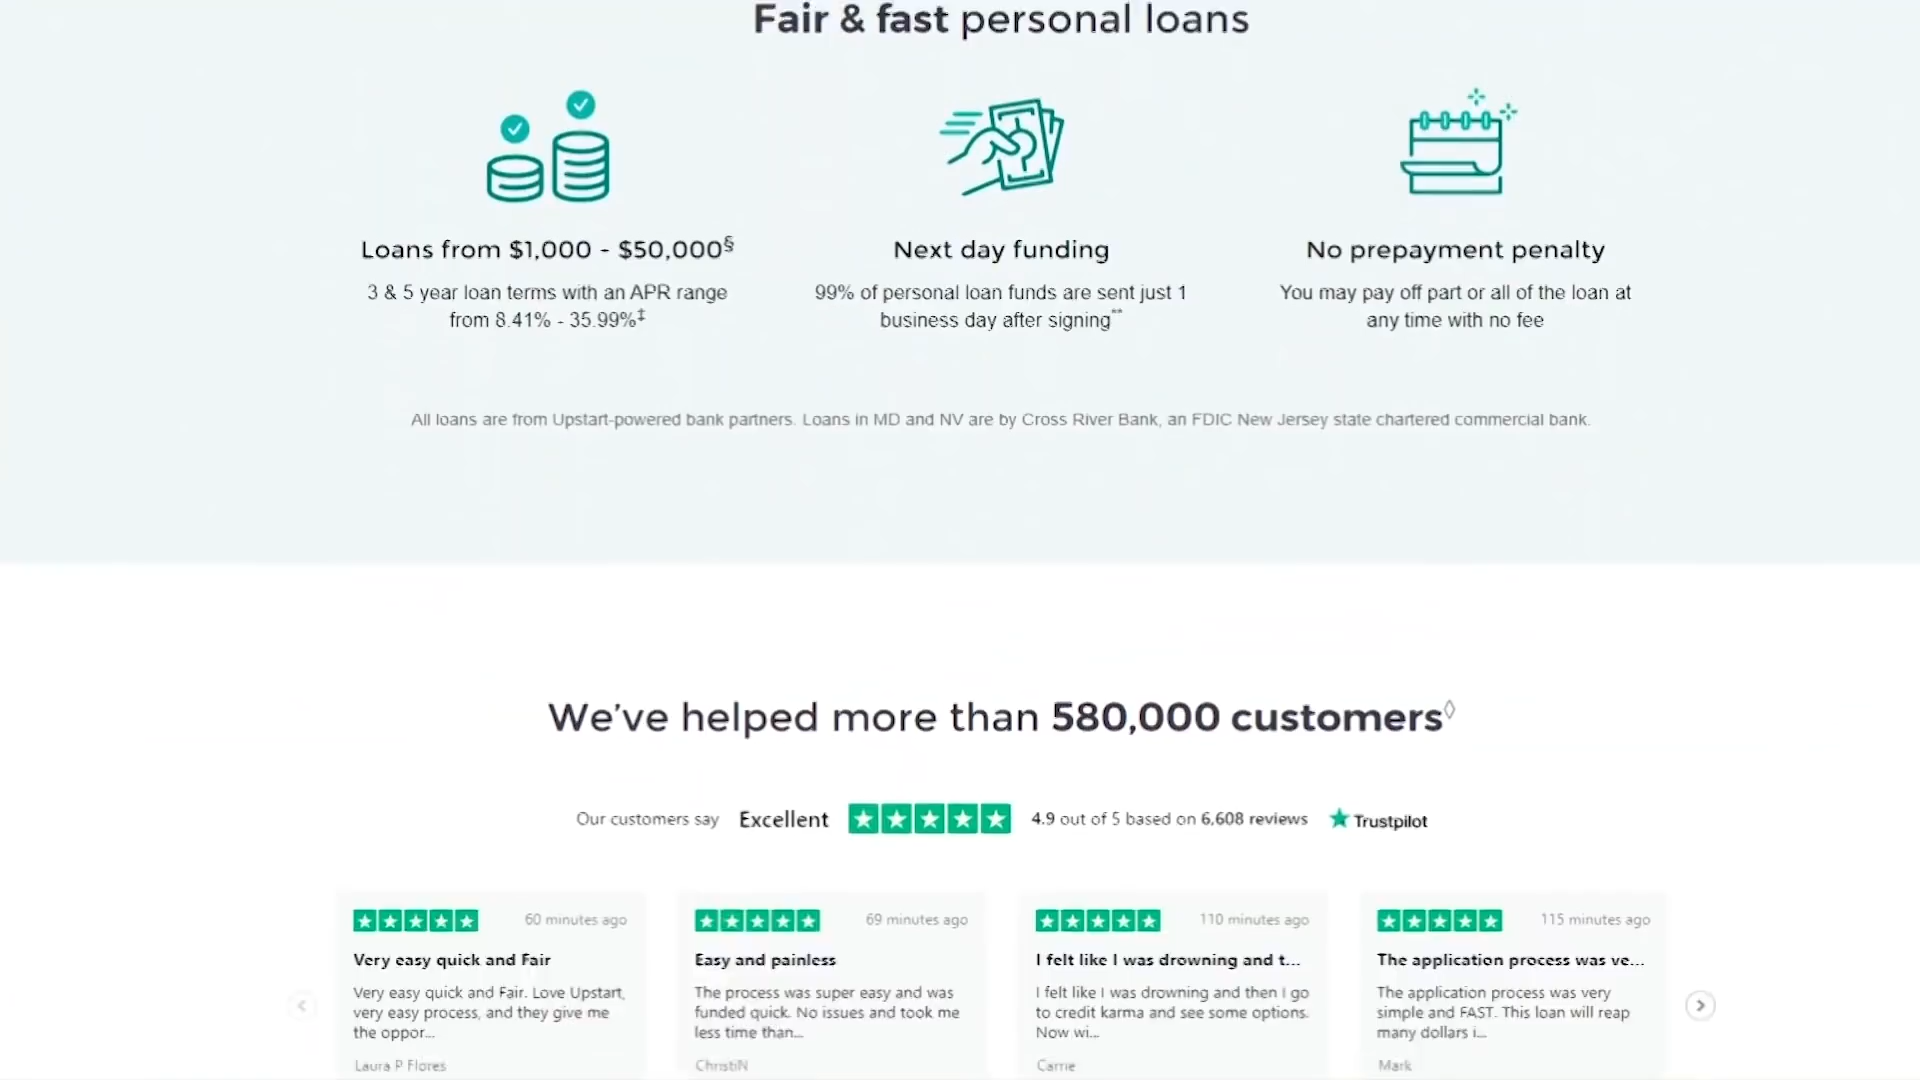 Fair & fast personal loans
Loans from $1,000 - $50,000§
3 & 5 year loan terms with an APR range
from 8.41% - 35.99%‡
Next day funding
99% of personal loan funds are sent just 1
business day after signing**
No prepayment penalty
You may pay off part or all of the loan at
any time with no fee
All loans are from Upstart-powered bank partners. Loans in MD and NV are by Cross River Bank, an FDIC New Jersey state chartered commercial bank.
We've helped more than 580,000 customers◊
Our customers say Excellent 4.9 out of 5 based on 6,608 reviews Trustpilot
60 minutes ago
Very easy quick and Fair
Very easy quick and Fair. Love Upstart,
very easy process, and they give me
the oppor...
Laura P Flores
69 minutes ago
Easy and painless
The process was super easy and was
funded quick. No issues and took me
less time than...
ChristiN
110 minutes ago
I felt like I was drowning and t...
I felt like I was drowning and then I go
to credit karma and see some options.
Now wi...
Carrie
115 minutes ago
The application process was ve...
The application process was very
simple and FAST. This loan will reap
many dollars i...
Mark